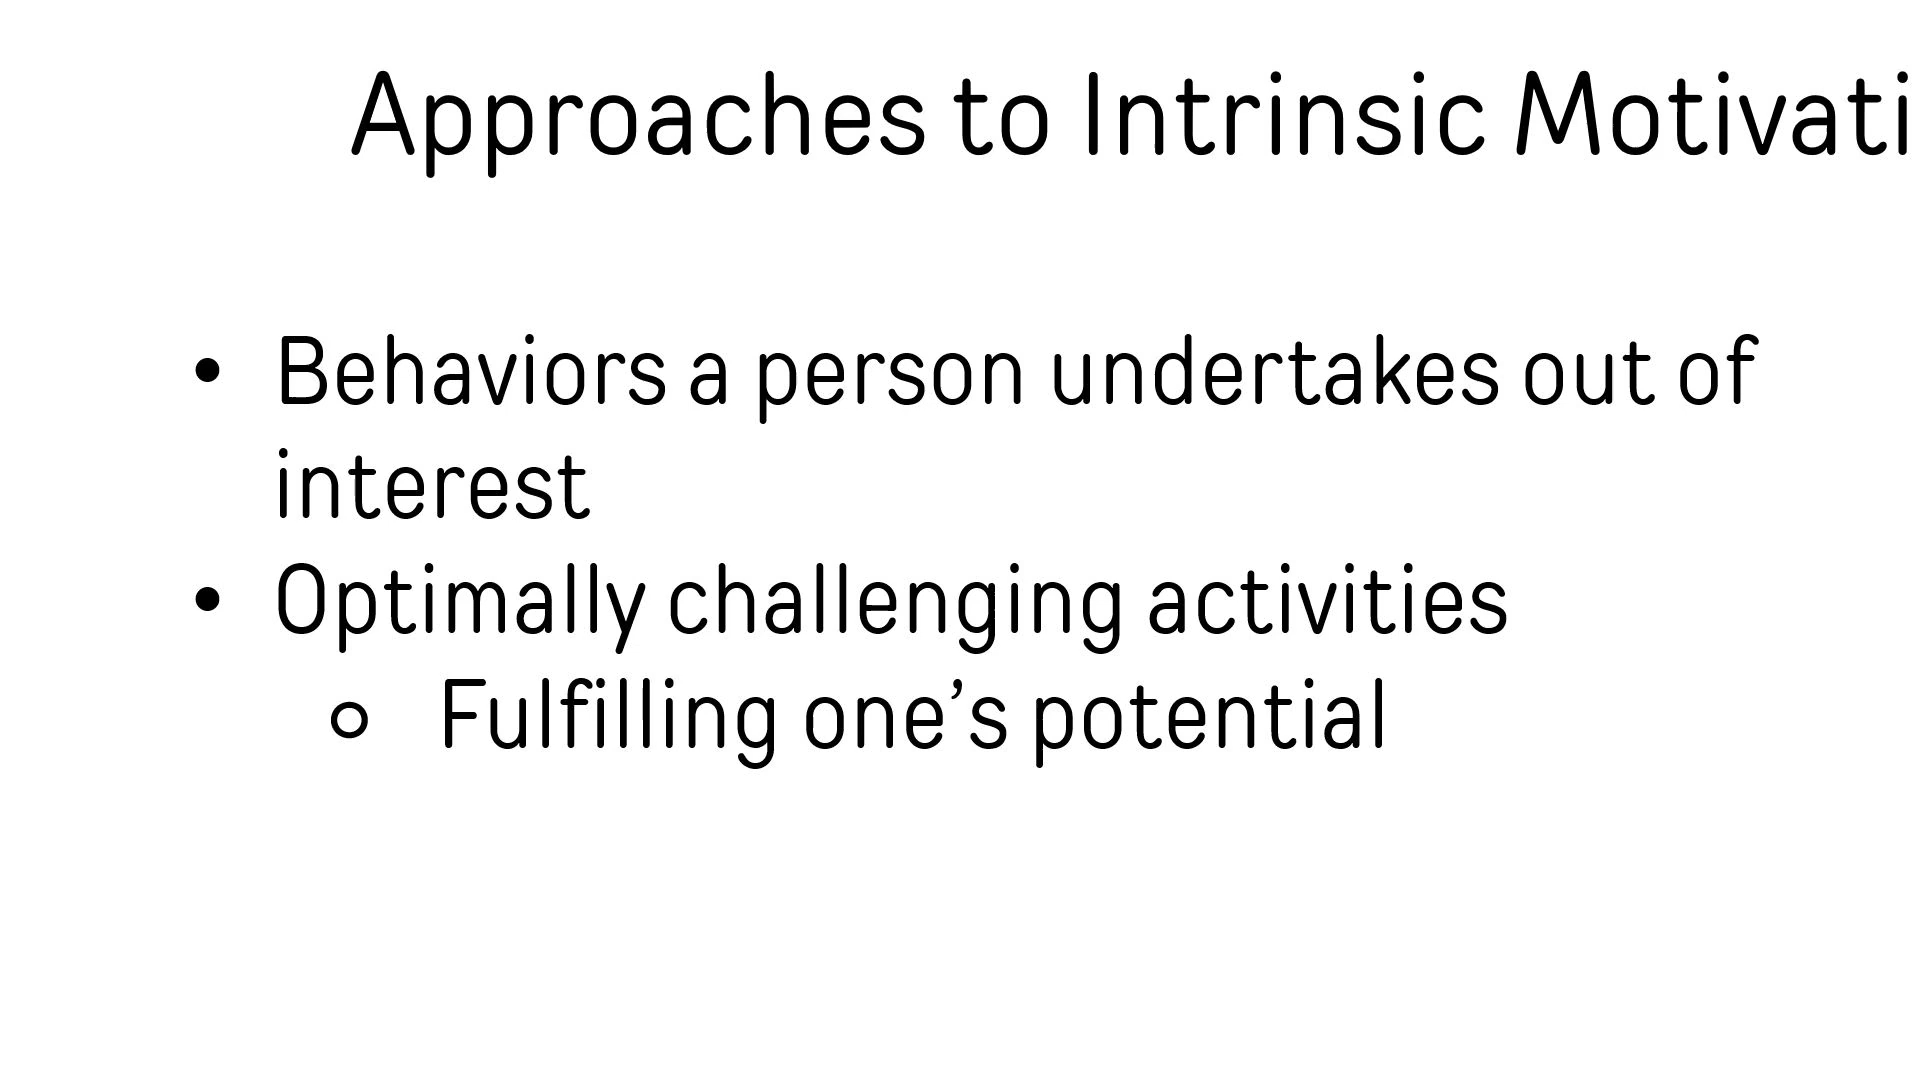 Approaches to Intrinsic Motivati
• Behaviors a person undertakes out of
interest
• Optimally challenging activities
○ Fulfilling one’s potential